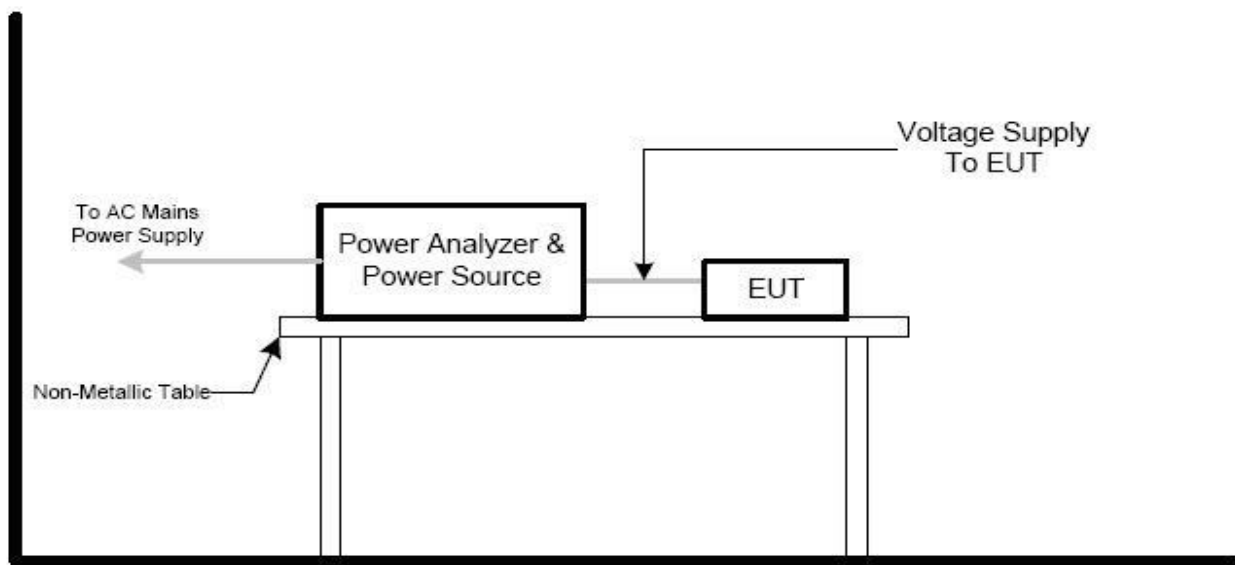 Voltage Supply
To EUT
To AC Mains
Power Supply
Power Analyzer &
Power Source
EUT
Non-Metallic Table